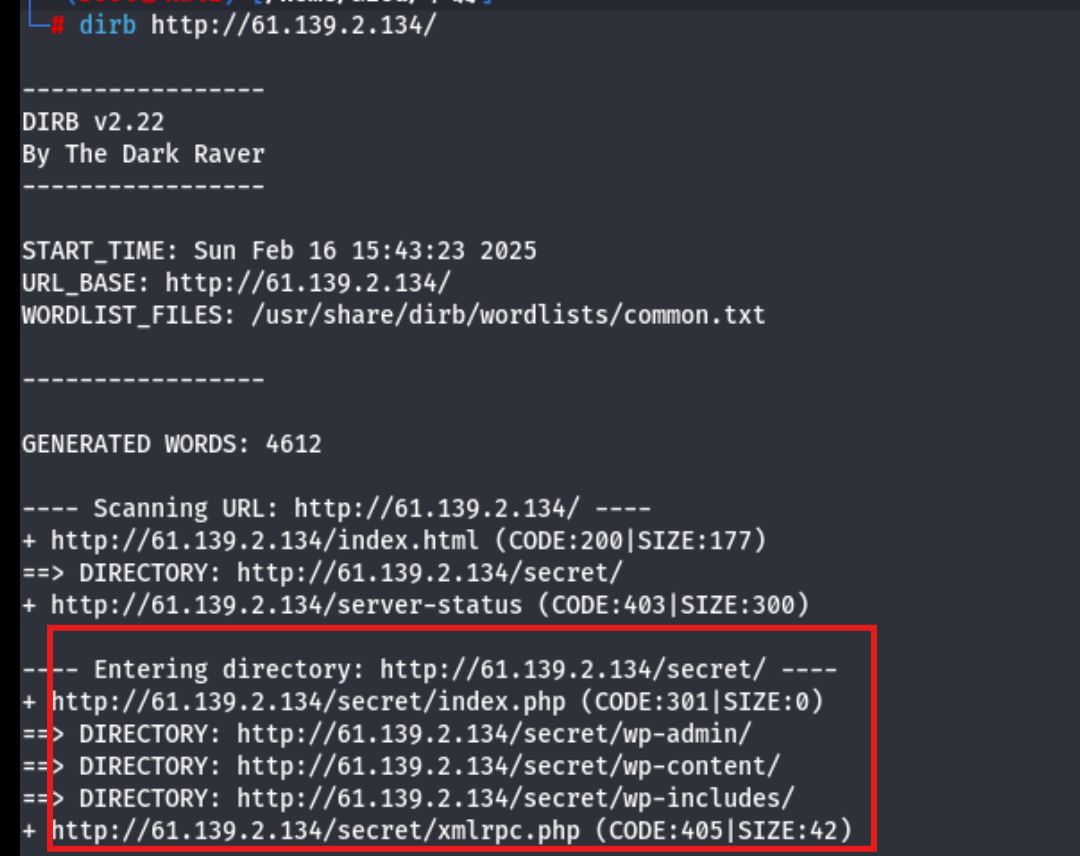 # dirb http://61.139.2.134/
-----------------
DIRB v2.22
By The Dark Raver
-----------------
START_TIME: Sun Feb 16 15:43:23 2025
URL_BASE: http://61.139.2.134/
WORDLIST_FILES: /usr/share/dirb/wordlists/common.txt
-----------------
GENERATED WORDS: 4612
---- Scanning URL: http://61.139.2.134/ ----
+ http://61.139.2.134/index.html (CODE:200|SIZE:177)
==> DIRECTORY: http://61.139.2.134/secret/
+ http://61.139.2.134/server-status (CODE:403|SIZE:300)
---- Entering directory: http://61.139.2.134/secret/ ----
+ http://61.139.2.134/secret/index.php (CODE:301|SIZE:0)
==> DIRECTORY: http://61.139.2.134/secret/wp-admin/
==> DIRECTORY: http://61.139.2.134/secret/wp-content/
==> DIRECTORY: http://61.139.2.134/secret/wp-includes/
+ http://61.139.2.134/secret/xmlrpc.php (CODE:405|SIZE:42)